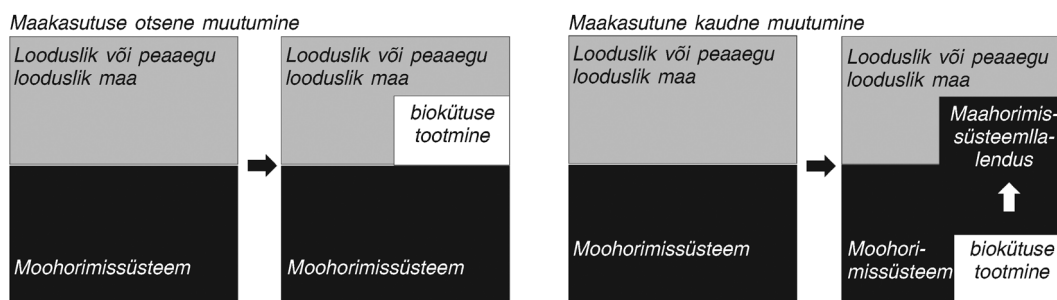 Maakasutuse otsene muutumine
Looduslik või peaaegu
looduslik maa
Moohorimissüsteem
Looduslik või peaaegu
looduslik maa
biokütuse
tootmine
Moohorimissüsteem
Maakasutune kaudne muutumine
Looduslik või peaaegu
looduslik maa
Moohorimissüsteem
Looduslik või peaaegu
looduslik maa
Maahorimis-
süsteemlla-
lendus
Moohori-
missüsteem
biokütuse
tootmine